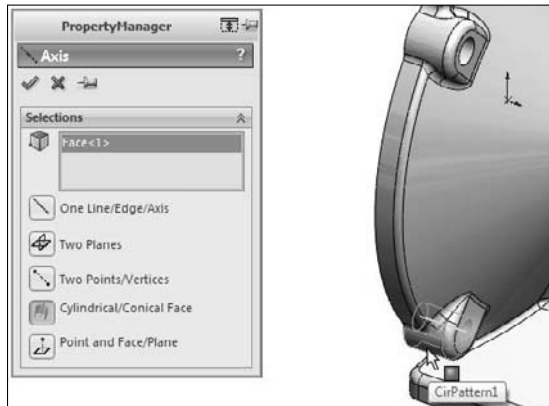 PropertyManager
Axis ?
Selections
Face<1>
One Line/Edge/Axis
Two Planes
Two Points/Vertices
Cylindrical/Conical Face
Point and Face/Plane
CirPattern1